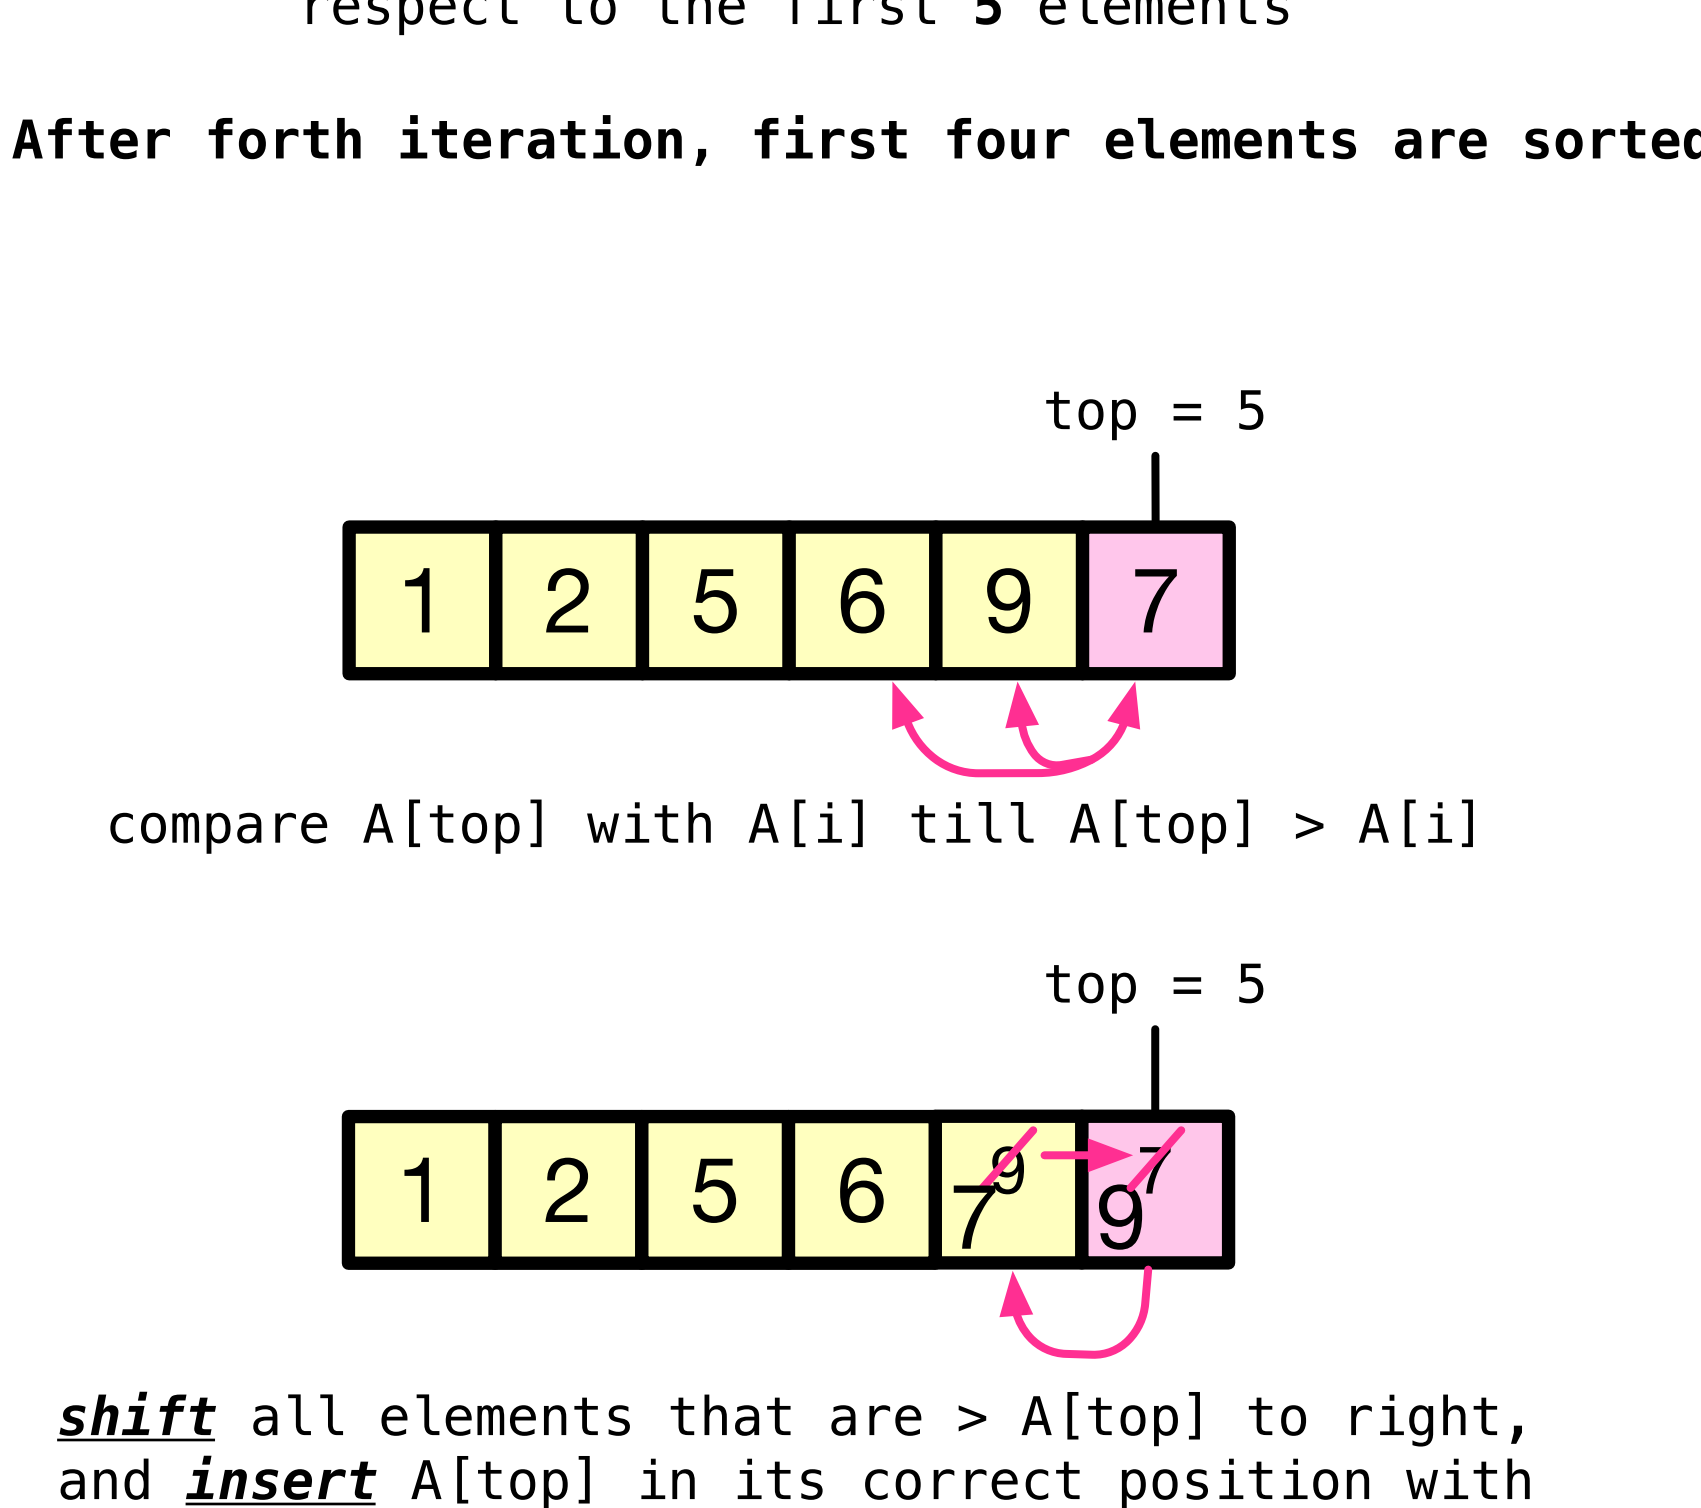 respect to the first 5 elements
After forth iteration, first four elements are sorted
top = 5
1 2 5 6 9 7
compare A[top] with A[i] till A[top] > A[i]
top = 5
1 2 5 6 9 7
7 9
shift all elements that are > A[top] to right,
and insert A[top] in its correct position with